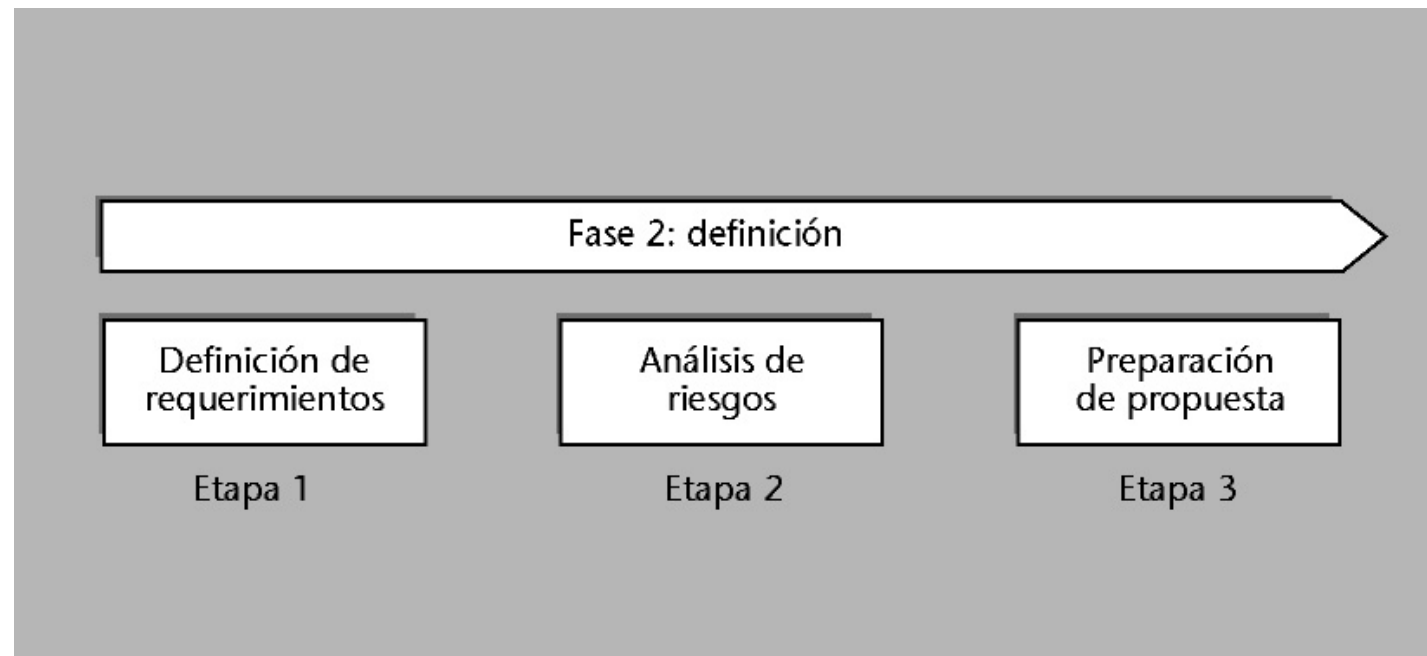 Fase 2: definición
Definición de
requerimientos
Análisis de
riesgos
Preparación
de propuesta
Etapa 1
Etapa 2
Etapa 3